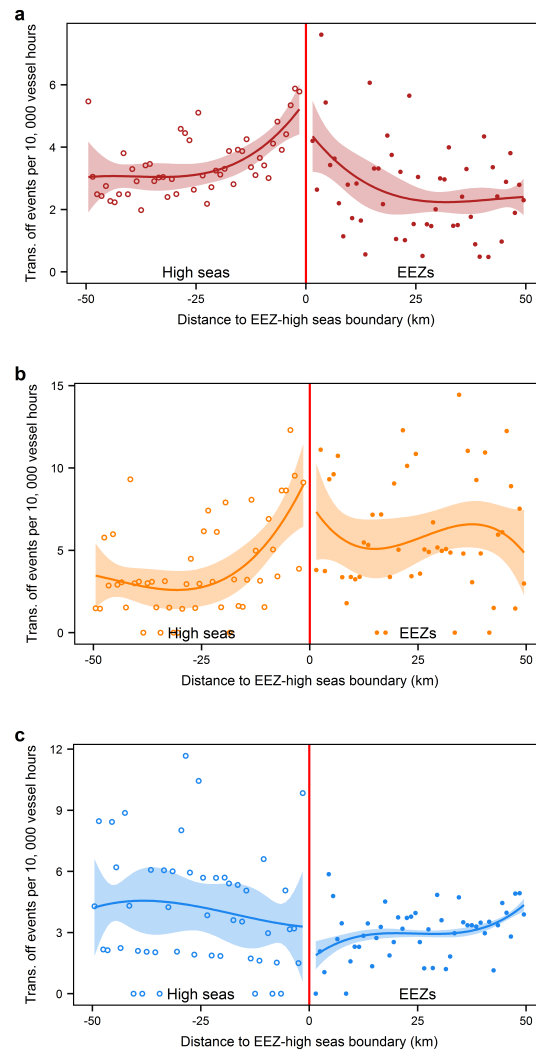 a
Trans. off events per 10, 000 vessel hours
6
4
2
0
High seas
EEZs
-50
-25
0
25
50
Distance to EEZ-high seas boundary (km)
b
Trans. off events per 10, 000 vessel hours
15
10
5
0
High seas
EEZs
-50
-25
0
25
50
Distance to EEZ-high seas boundary (km)
c
Trans. off events per 10, 000 vessel hours
12
9
6
3
0
High seas
EEZs
-50
-25
0
25
50
Distance to EEZ-high seas boundary (km)